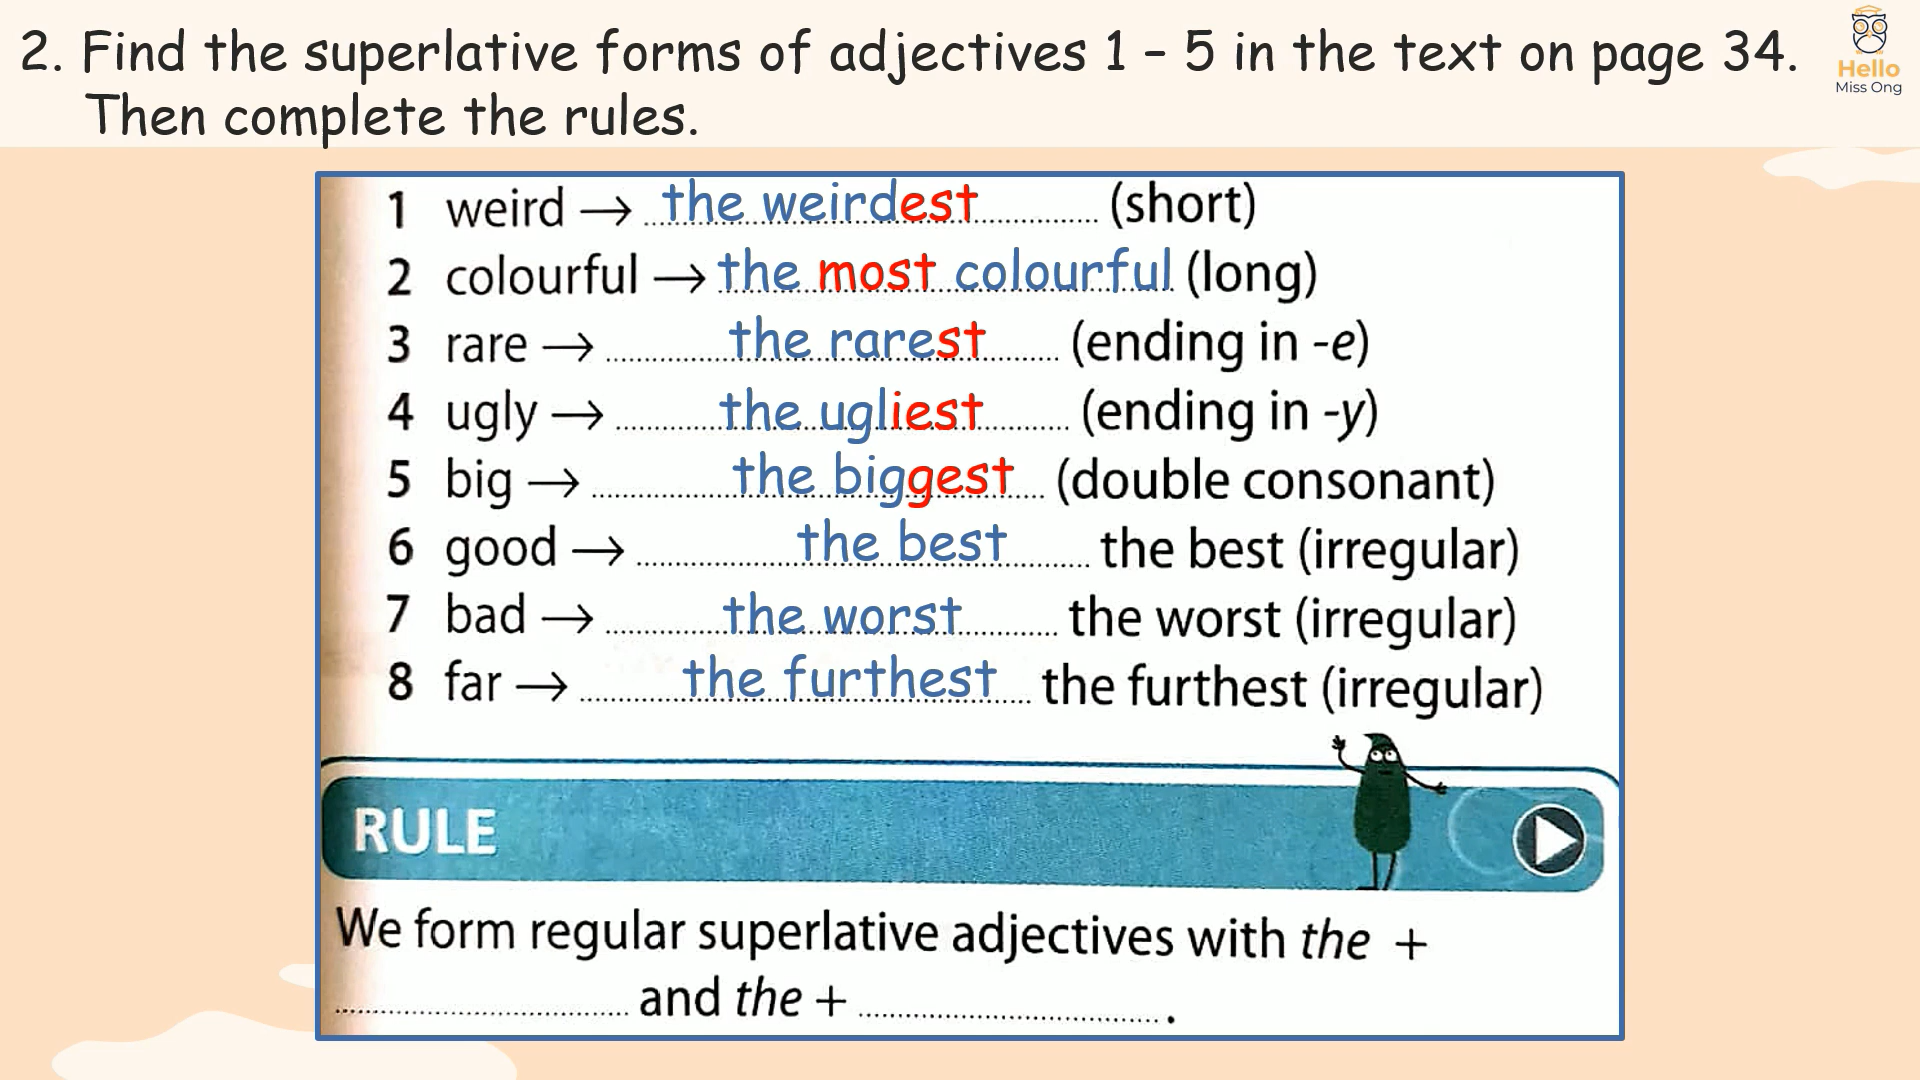 2. Find the superlative forms of adjectives 1 – 5 in the text on page 34.
Then complete the rules.
Hello
Miss Ong
1 weird → the weirdest (short)
2 colourful → the most colourful (long)
3 rare → the rarest (ending in -e)
4 ugly → the ugliest (ending in -y)
5 big → the biggest (double consonant)
6 good → the best the best (irregular)
7 bad → the worst the worst (irregular)
8 far → the furthest the furthest (irregular)
RULE
We form regular superlative adjectives with the +
.............................. and the + .............................. .